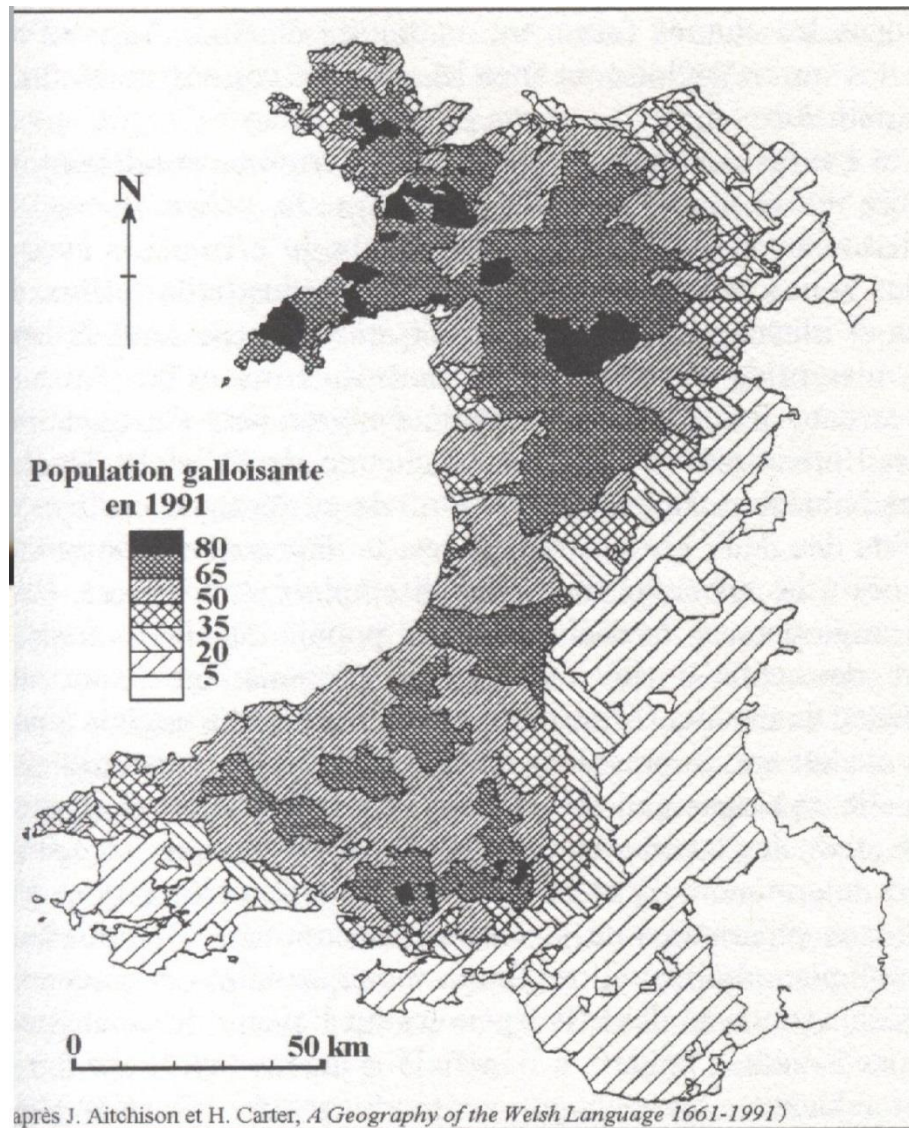 N
Population galloisante
en 1991
80
65
50
35
20
5
0 50 km
après J. Aitchison et H. Carter, A Geography of the Welsh Language 1661-1991)